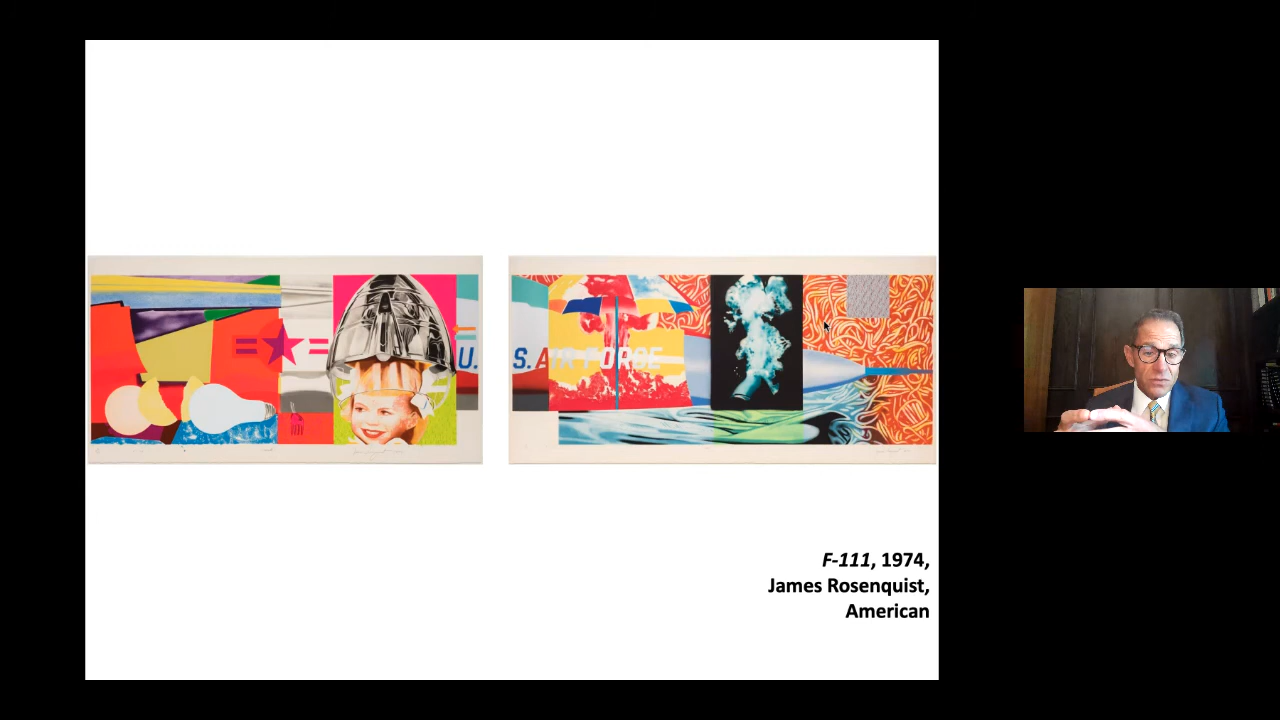 U.
S. AIR FORCE
F-111, 1974,
James Rosenquist,
American